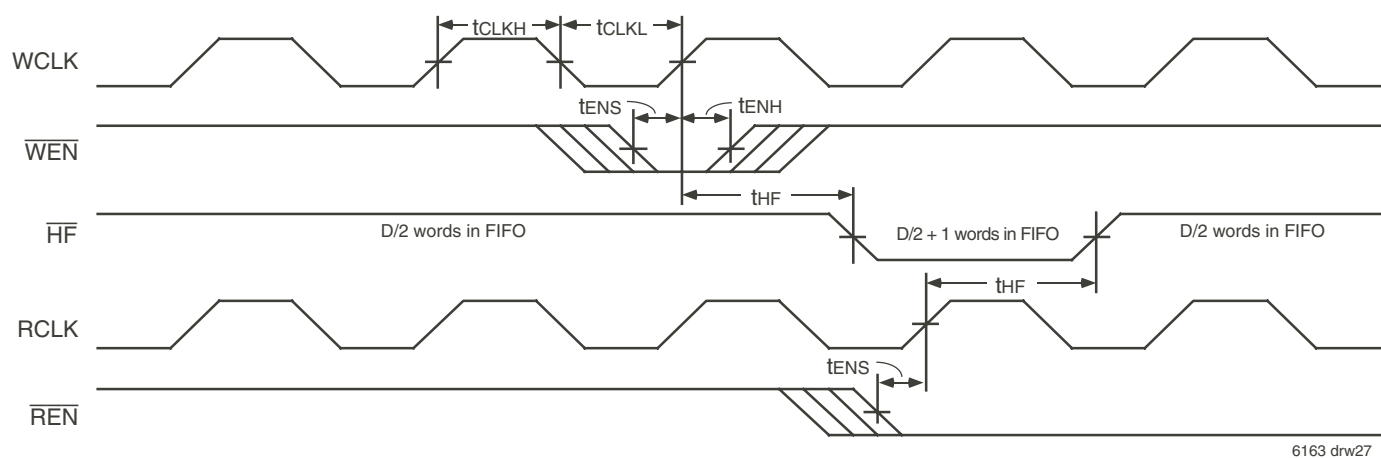 tCLKH
tCLKL
WCLK
tENS
tENH
WEN
tHF
HF
D/2 words in FIFO
D/2 + 1 words in FIFO
D/2 words in FIFO
tHF
RCLK
tENS
REN
6163 drw27